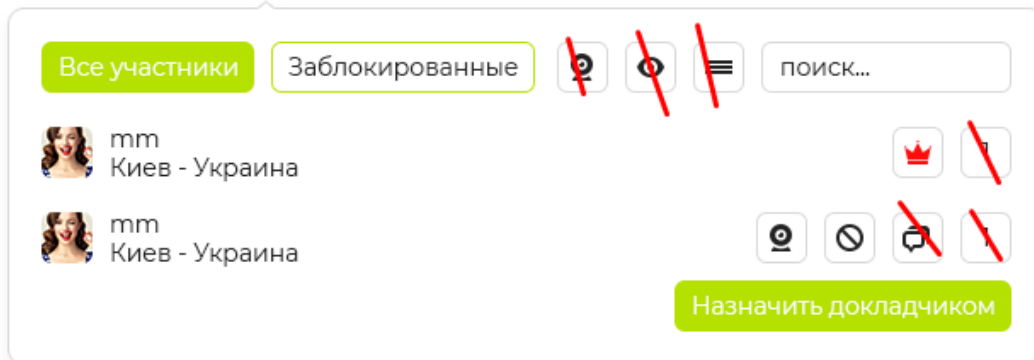 Все участники Заблокированные поиск...
mm
Киев - Украина
mm
Киев - Украина
Назначить докладчиком